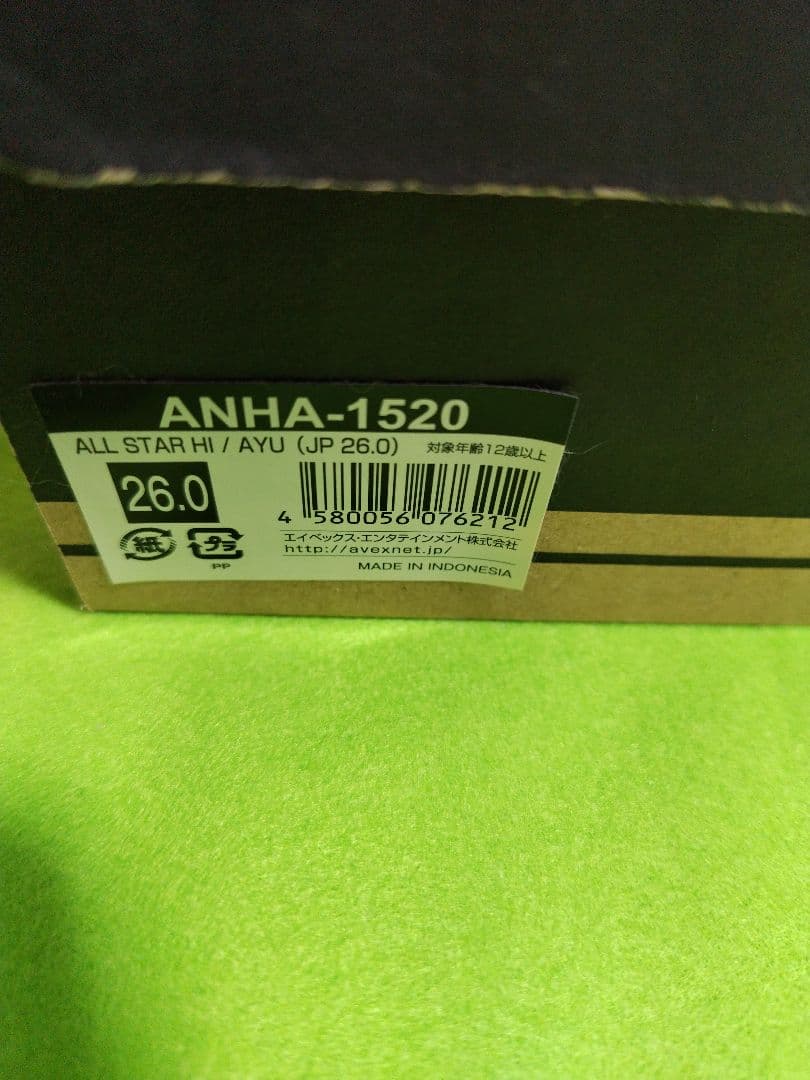 ANHA-1520
ALL STAR HI / AYU (JP 26.0) 対象年齢12歳以上
26.0
4 580056 076212
紙 プラ
PP
エイベックス・エンタテインメント株式会社
http://avexnet.jp/
MADE IN INDONESIA